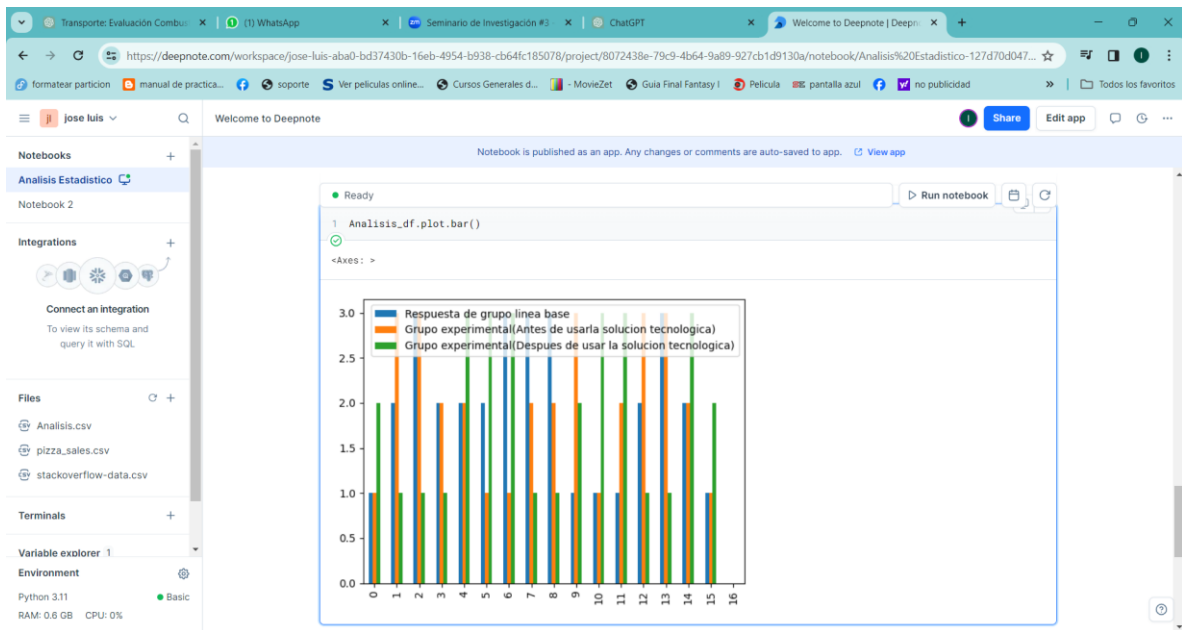 Transporte: Evaluación Combus
(1) WhatsApp
Seminario de Investigación #3 -
ChatGPT
Welcome to Deepnote | Deepn
https://deepnote.com/workspace/jose-luis-aba0-bd37430b-16eb-4954-b938-cb64fc185078/project/8072438e-79c9-4b64-9a89-927cb1d9130a/notebook/Analisis%20Estadistico-127d70d047...
formatear particion
manual de practica...
soporte
Ver peliculas online...
Cursos Generales d...
- MovieZet
Guia Final Fantasy I
Pelicula
pantalla azul
no publicidad
»
Todos los favoritos
jl jose luis
Welcome to Deepnote
Share
Edit app
Notebook is published as an app. Any changes or comments are auto-saved to app.
View app
Notebooks
Analisis Estadistico
Notebook 2
Integrations
Connect an integration
To view its schema and
query it with SQL
Files
Analisis.csv
pizza_sales.csv
stackoverflow-data.csv
Terminals
Variable explorer 1
Environment
Python 3.11
Basic
RAM: 0.6 GB CPU: 0%
Ready
Run notebook
1 Analisis_df.plot.bar()
<Axes: >
Respuesta de grupo linea base
Grupo experimental(Antes de usarla solucion tecnologica)
Grupo experimental(Despues de usar la solucion tecnologica)
3.0
2.5
2.0
1.5
1.0
0.5
0.0
0 1 2 3 4 5 6 7 8 9 10 11 12 13 14 15 16